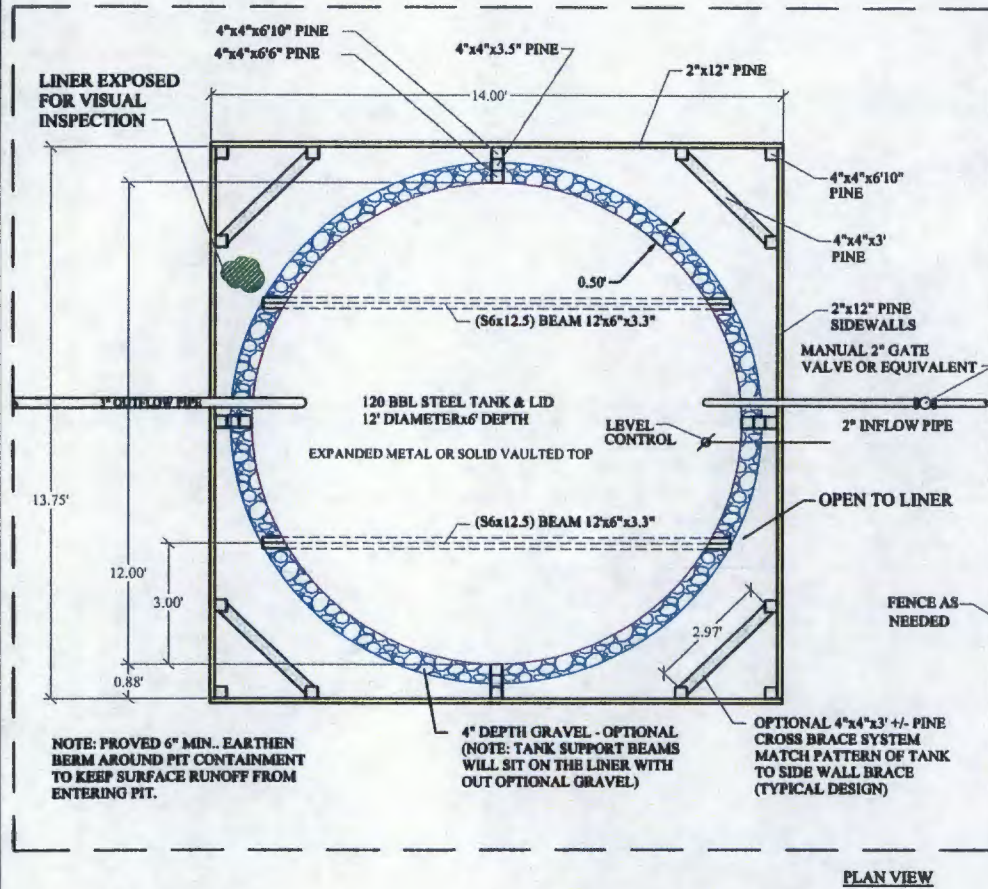 4"x4"x6'10" PINE
4"x4"x6'6" PINE
4"x4"x3.5" PINE
2"x12" PINE
LINER EXPOSED
FOR VISUAL
INSPECTION
14.00'
4"x4"x6'10"
PINE
4"x4"x3'
PINE
0.50'
(S6x12.5) BEAM 12'x6"x3.3"
2"x12" PINE
SIDEWALLS
MANUAL 2" GATE
VALVE OR EQUIVALENT
3" OUTFLOW PIPE
120 BBL STEEL TANK & LID
12' DIAMETERx6' DEPTH
LEVEL
CONTROL
2" INFLOW PIPE
EXPANDED METAL OR SOLID VAULTED TOP
13.75'
OPEN TO LINER
(S6x12.5) BEAM 12'x6"x3.3"
12.00'
3.00'
2.97'
FENCE AS
NEEDED
0.88'
NOTE: PROVED 6" MIN.. EARTHEN
BERM AROUND PIT CONTAINMENT
TO KEEP SURFACE RUNOFF FROM
ENTERING PIT.
4" DEPTH GRAVEL - OPTIONAL
(NOTE: TANK SUPPORT BEAMS
WILL SIT ON THE LINER WITH
OUT OPTIONAL GRAVEL)
OPTIONAL 4"x4"x3' +/- PINE
CROSS BRACE SYSTEM
MATCH PATTERN OF TANK
TO SIDE WALL BRACE
(TYPICAL DESIGN)
PLAN VIEW